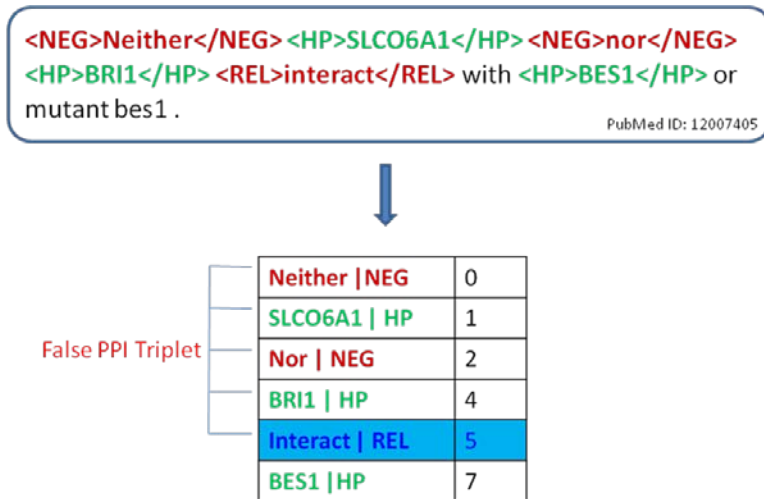 <NEG>Neither</NEG> <HP>SLCO6A1</HP> <NEG>nor</NEG>
<HP>BRI1</HP> <REL>interact</REL> with <HP>BES1</HP> or
mutant bes1 .
PubMed ID: 12007405
Neither |NEG 0
SLCO6A1 | HP 1
False PPI Triplet
Nor | NEG 2
BRI1 | HP 4
Interact | REL 5
BES1 |HP 7